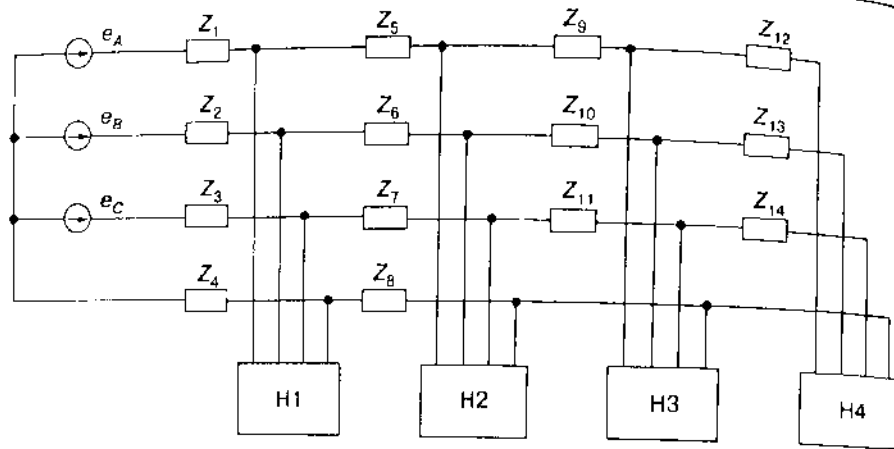 e_A Z_1 Z_5 Z_9 Z_12
e_B Z_2 Z_6 Z_10 Z_13
e_C Z_3 Z_7 Z_11 Z_14
Z_4 Z_8
H1 H2 H3 H4